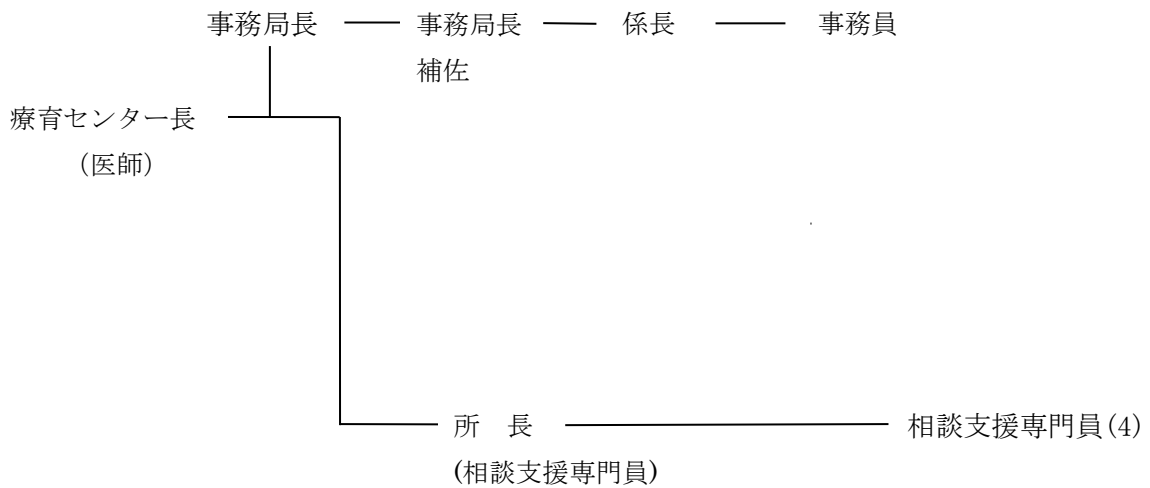 事務局長 事務局長 係長 事務員
補佐
療育センター長
（医師）
所　長 相談支援専門員(4)
(相談支援専門員)